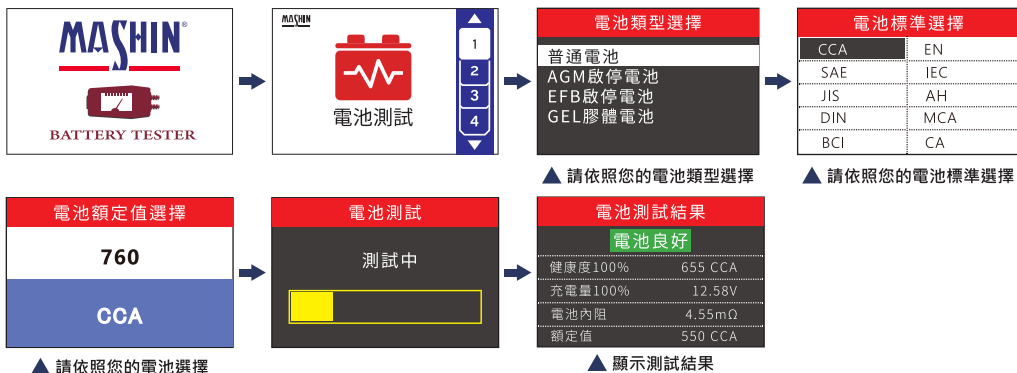 MASHIN
BATTERY TESTER
MASHIN
電池測試
1
2
3
4
電池類型選擇
普通電池
AGM啟停電池
EFB啟停電池
GEL膠體電池
▲ 請依照您的電池類型選擇
電池標準選擇
CCA EN
SAE IEC
JIS AH
DIN MCA
BCI CA
▲ 請依照您的電池標準選擇
電池額定值選擇
760
CCA
▲ 請依照您的電池選擇
電池測試
測試中
電池測試結果
電池良好
健康度100% 655 CCA
充電量100% 12.58V
電池內阻 4.55mΩ
額定值 550 CCA
▲ 顯示測試結果